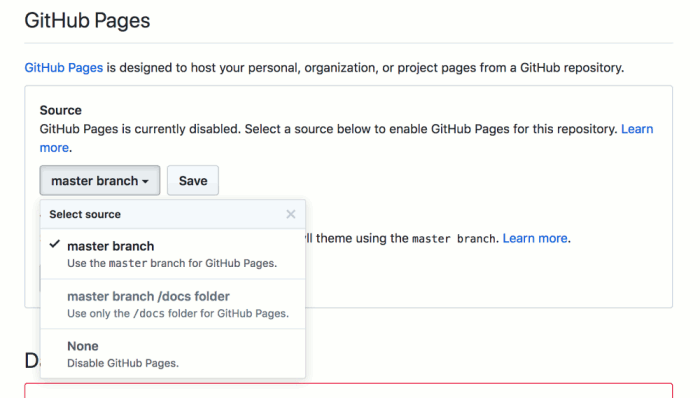 GitHub Pages
GitHub Pages is designed to host your personal, organization, or project pages from a GitHub repository.
Source
GitHub Pages is currently disabled. Select a source below to enable GitHub Pages for this repository. Learn
more.
master branch Save
Select source
master branch
theme using the master branch. Learn more.
Use the master branch for GitHub Pages.
master branch /docs folder
Use only the /docs folder for GitHub Pages.
None
Disable GitHub Pages.